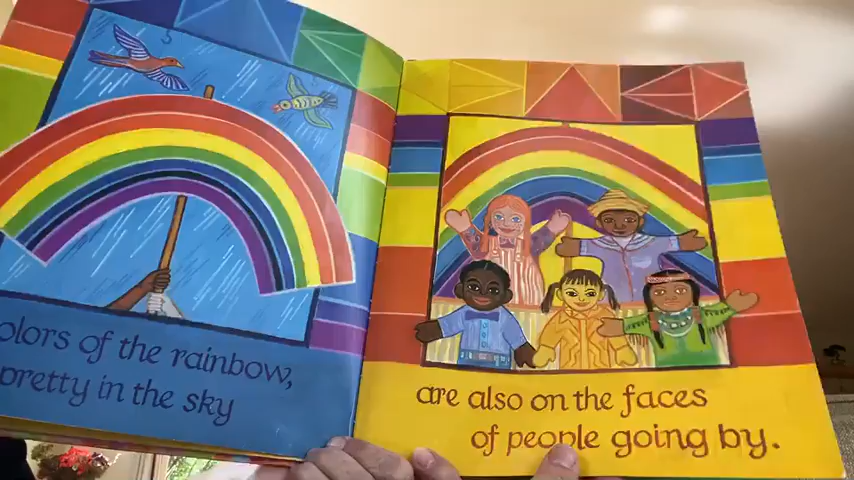 olors of the rainbow,
pretty in the sky
are also on the faces
of people going by.